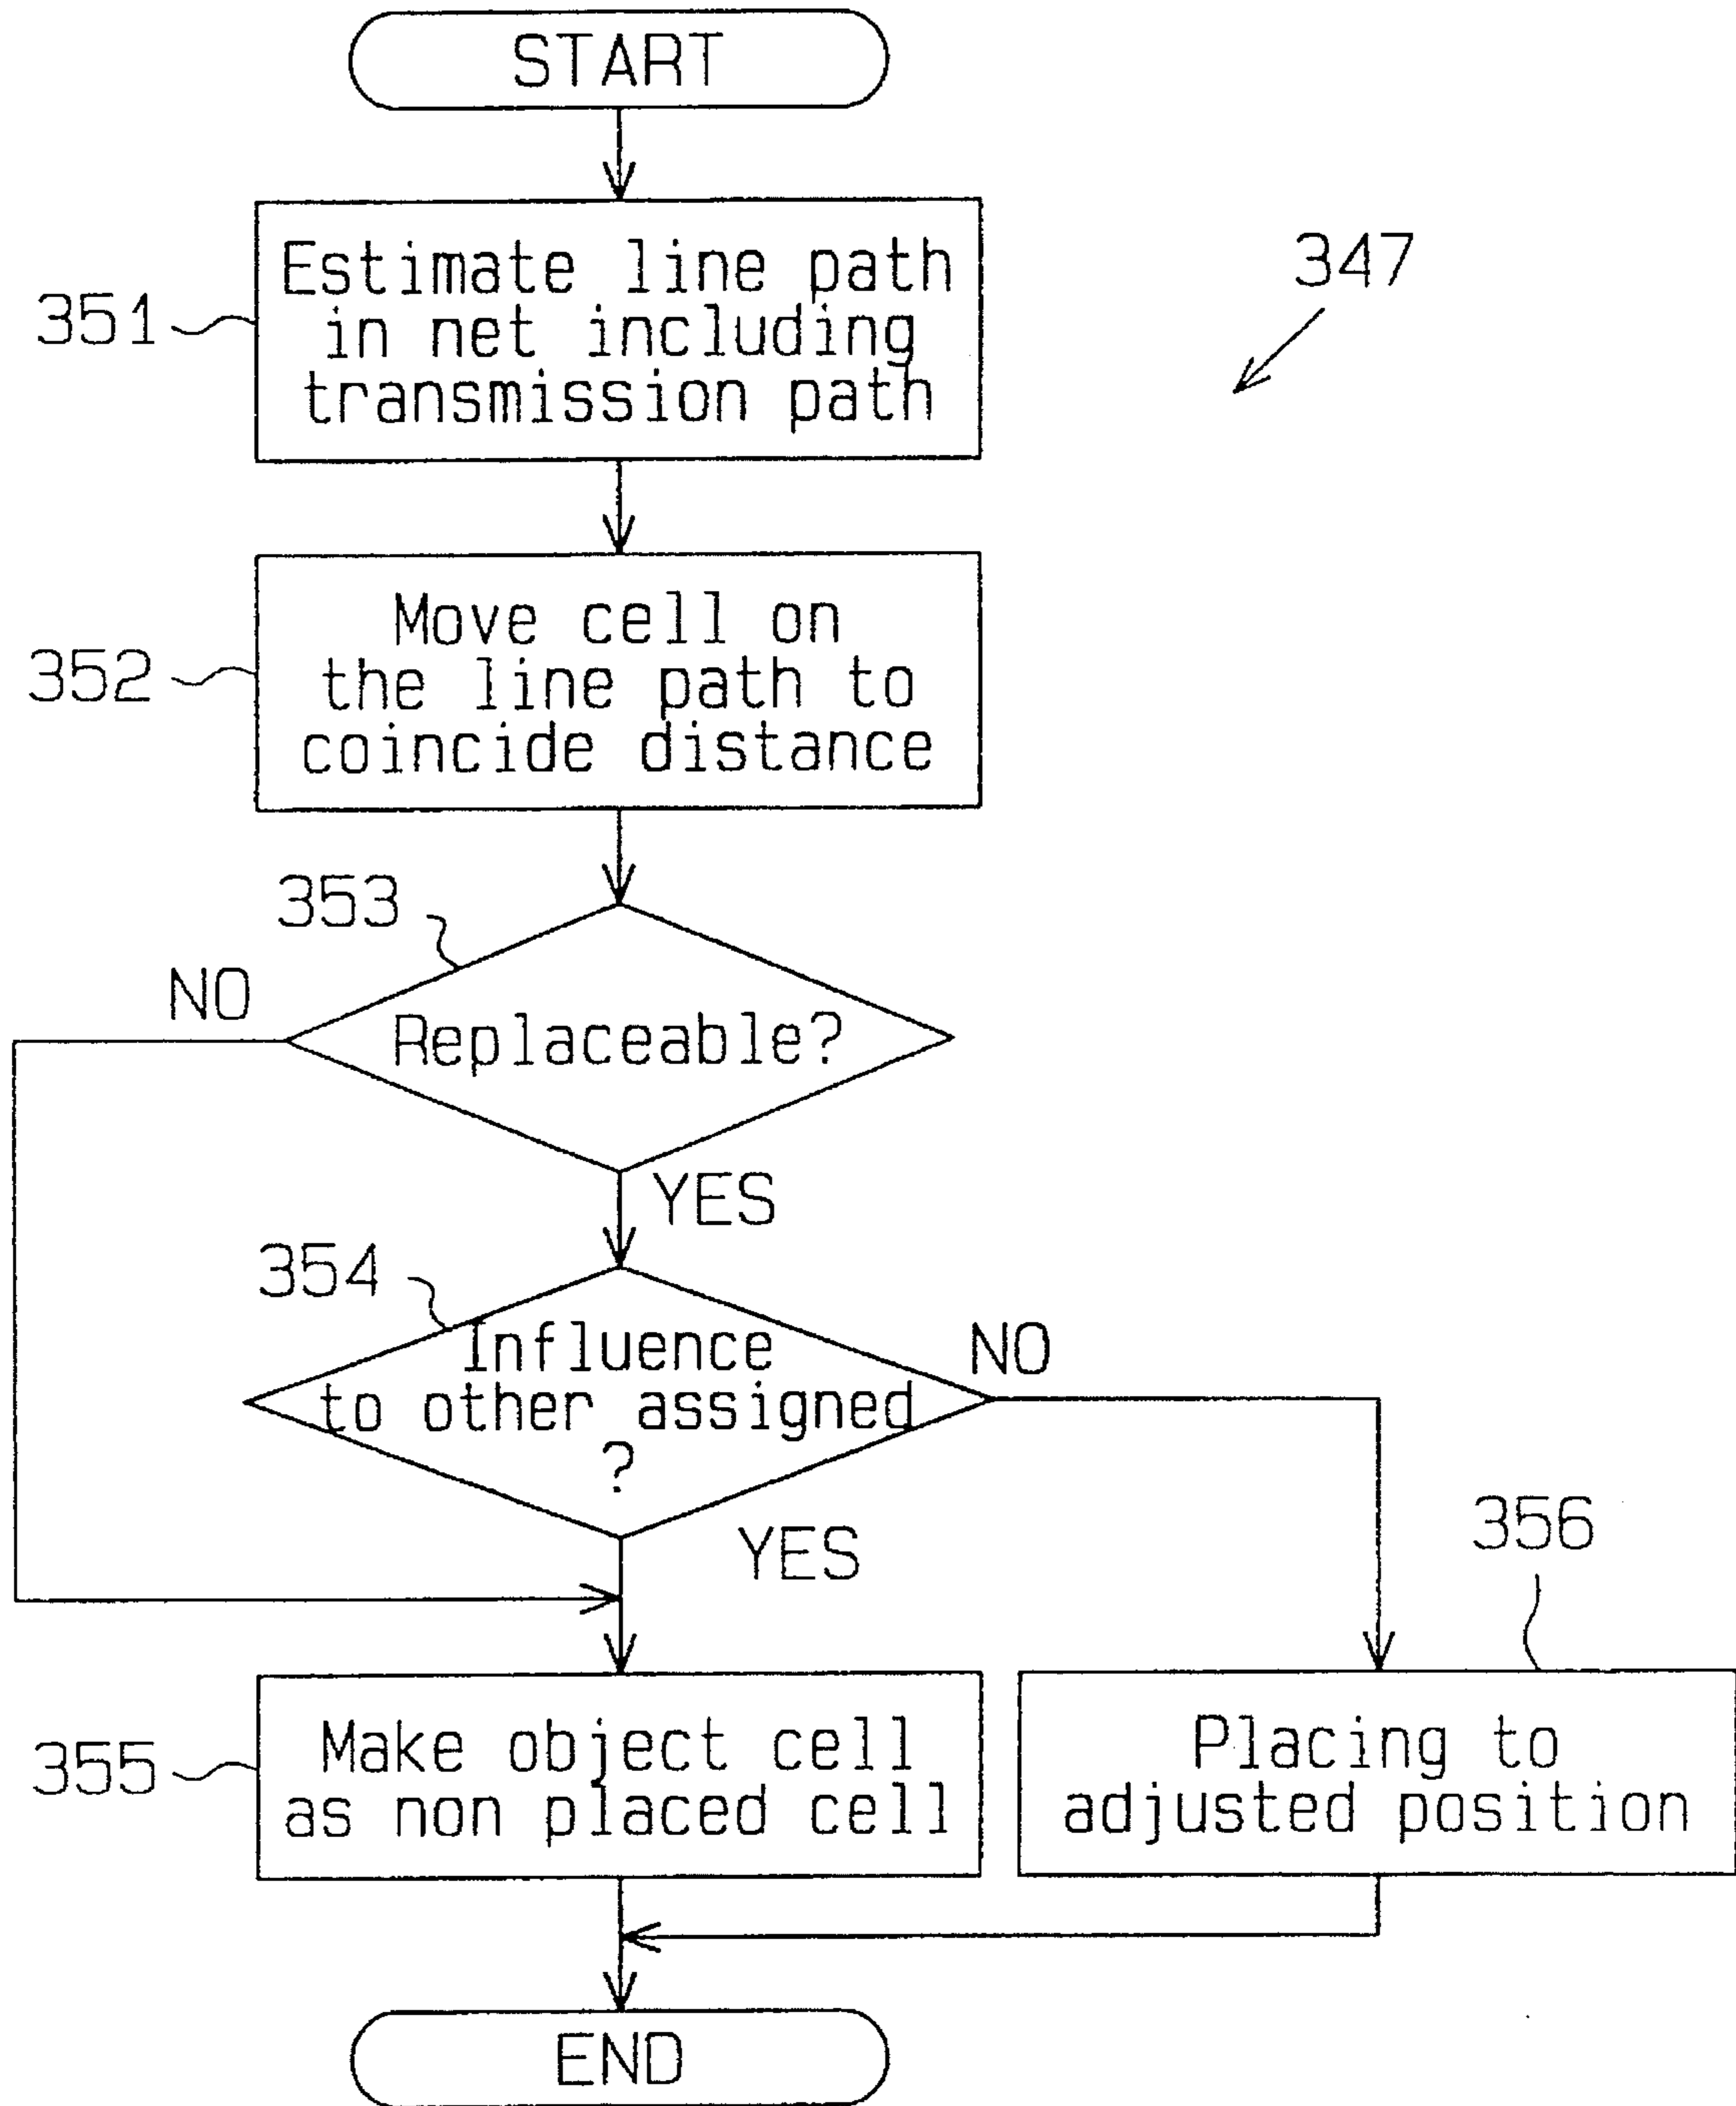 START
347
351
Estimate line path
in net including
transmission path
352
Move cell on
the line path to
coincide distance
353
NO
Replaceable?
YES
354
Influence
to other assigned
?
NO
YES
356
355
Make object cell
as non placed cell
Placing to
adjusted position
END